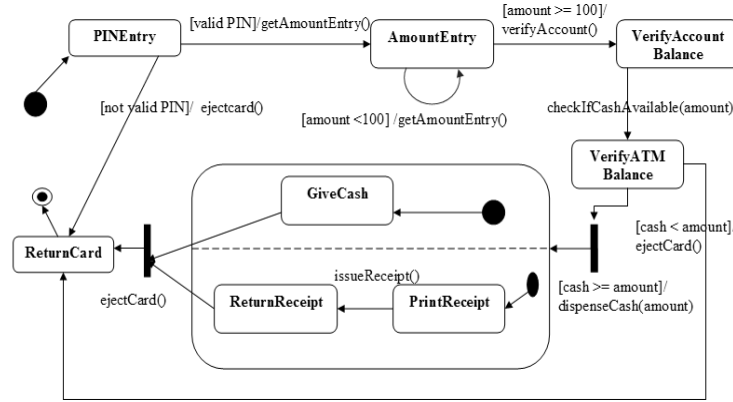 [amount >= 100]/
[valid PIN]/getAmountEntry()
verifyAccount()
PINEntry
AmountEntry
VerifyAccount
Balance
[not valid PIN]/ ejectcard()
[amount <100] /getAmountEntry()
checkIfCashAvailable(amount)
VerifyATM
Balance
GiveCash
ReturnCard
[cash < amount]/
ejectCard()
issueReceipt()
ejectCard()
ReturnReceipt
PrintReceipt
[cash >= amount]/
dispenseCash(amount)